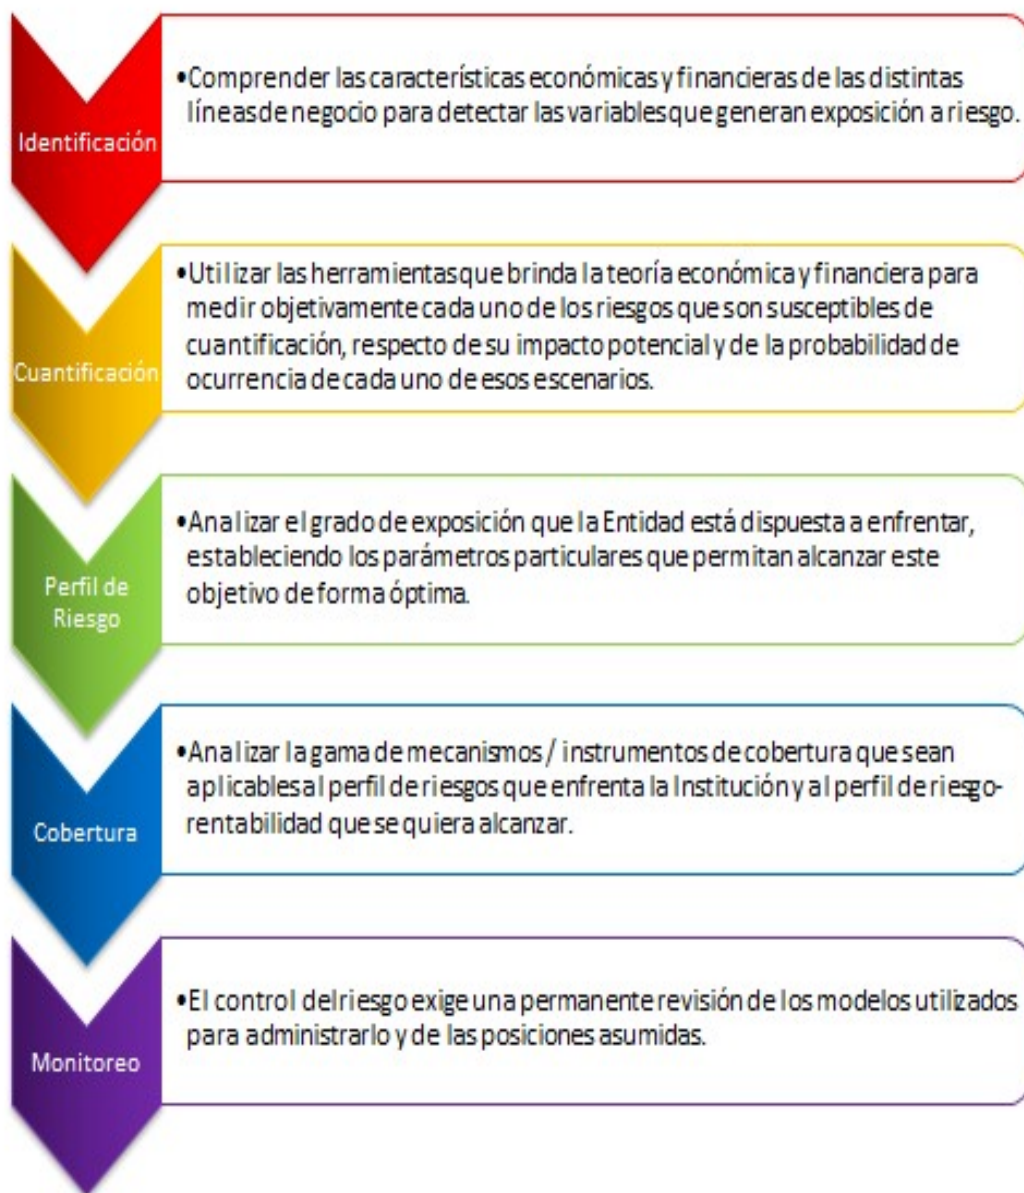 Identificación
•Comprender las características económicas y financieras de las distintas
líneas de negocio para detectar las variables que generan exposición a riesgo.
Cuantificación
•Utilizar las herramientas que brinda la teoría económica y financiera para
medir objetivamente cada uno de los riesgos que son susceptibles de
cuantificación, respecto de su impacto potencial y de la probabilidad de
ocurrencia de cada uno de esos escenarios.
Perfil de
Riesgo
•Analizar el grado de exposición que la Entidad está dispuesta a enfrentar,
estableciendo los parámetros particulares que permitan alcanzar este
objetivo de forma óptima.
Cobertura
•Analizar la gama de mecanismos / instrumentos de cobertura que sean
aplicables al perfil de riesgos que enfrenta la Institución y al perfil de riesgo-
rentabilidad que se quiera alcanzar.
Monitoreo
•El control del riesgo exige una permanente revisión de los modelos utilizados
para administrarlo y de las posiciones asumidas.